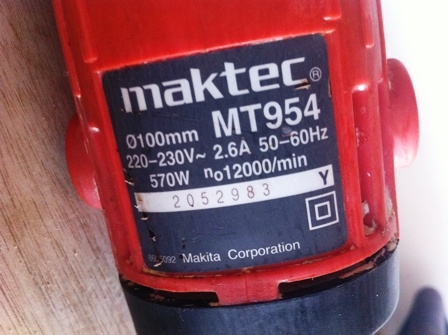 maktec®
Ø100mm MT954
220-230V~ 2.6A 50-60Hz
570W n₀12000/min
2052983 Y
Makita Corporation